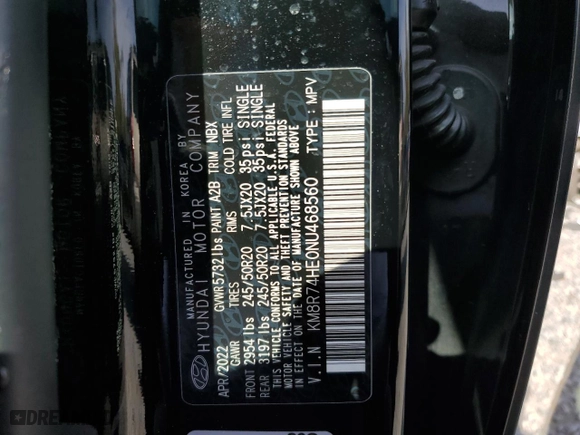 MANUFACTURED IN KOREA BY
HYUNDAI MOTOR COMPANY
APR/2022 GVWR5732lbs PAINT A2B TRIM NBX
GAWR TIRES RIMS COLD TIRE INFL
FRONT 2954 lbs 245/50R20 7.5JX20 35psi SINGLE
REAR 3197 lbs 245/50R20 7.5JX20 35psi SINGLE
THIS VEHICLE CONFORMS TO ALL APPLICABLE U.S.A. FEDERAL
MOTOR VEHICLE SAFETY AND THEFT PREVENTION STANDARDS
IN EFFECT ON THE DATE OF MANUFACTURE SHOWN ABOVE
V.I.N KM8R74HE0NU468560 TYPE : MPV